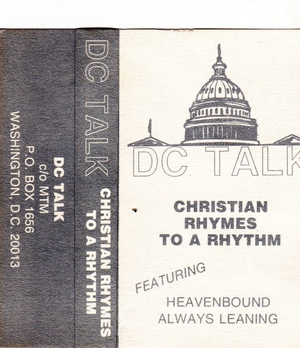 DC TALK
c/o MTM
P.O. BOX 1656
WASHINGTON, D.C. 20013
DC TALK
CHRISTIAN RHYMES
TO A RHYTHM
DC TALK
CHRISTIAN
RHYMES
TO A RHYTHM
FEATURING
HEAVENBOUND
ALWAYS LEANING